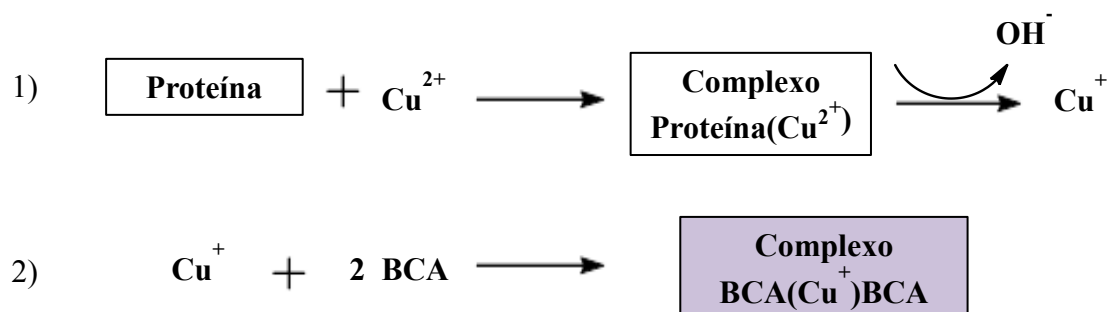 1) Proteína + Cu²⁺ Complexo Proteína(Cu²⁺) OH⁻ Cu⁺
2) Cu⁺ + 2 BCA Complexo BCA(Cu⁺)BCA